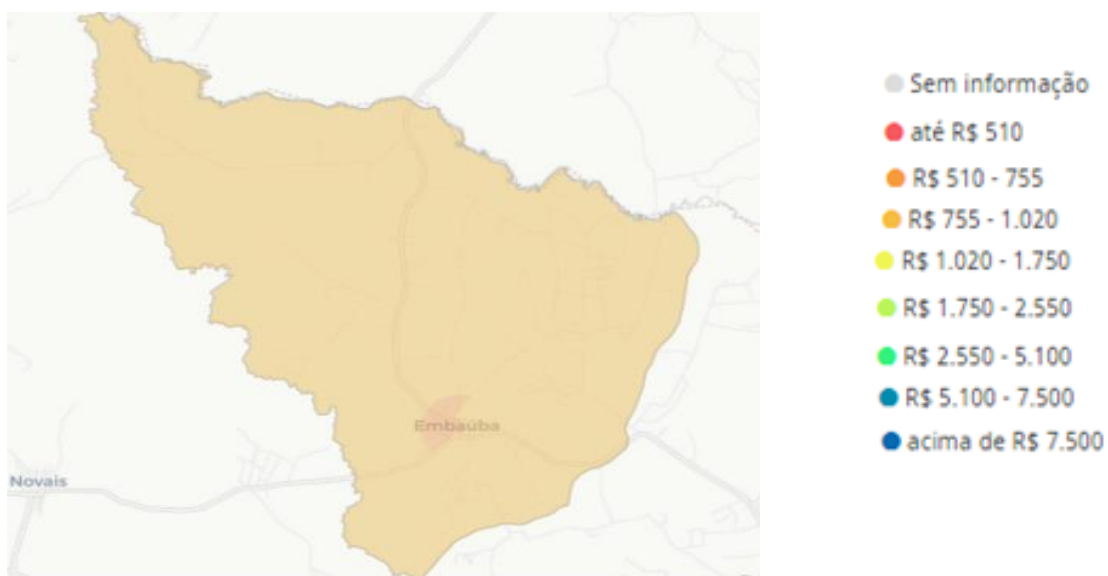 Sem informação
até R$ 510
R$ 510 - 755
R$ 755 - 1.020
R$ 1.020 - 1.750
R$ 1.750 - 2.550
R$ 2.550 - 5.100
R$ 5.100 - 7.500
acima de R$ 7.500
Embaúba
Novais